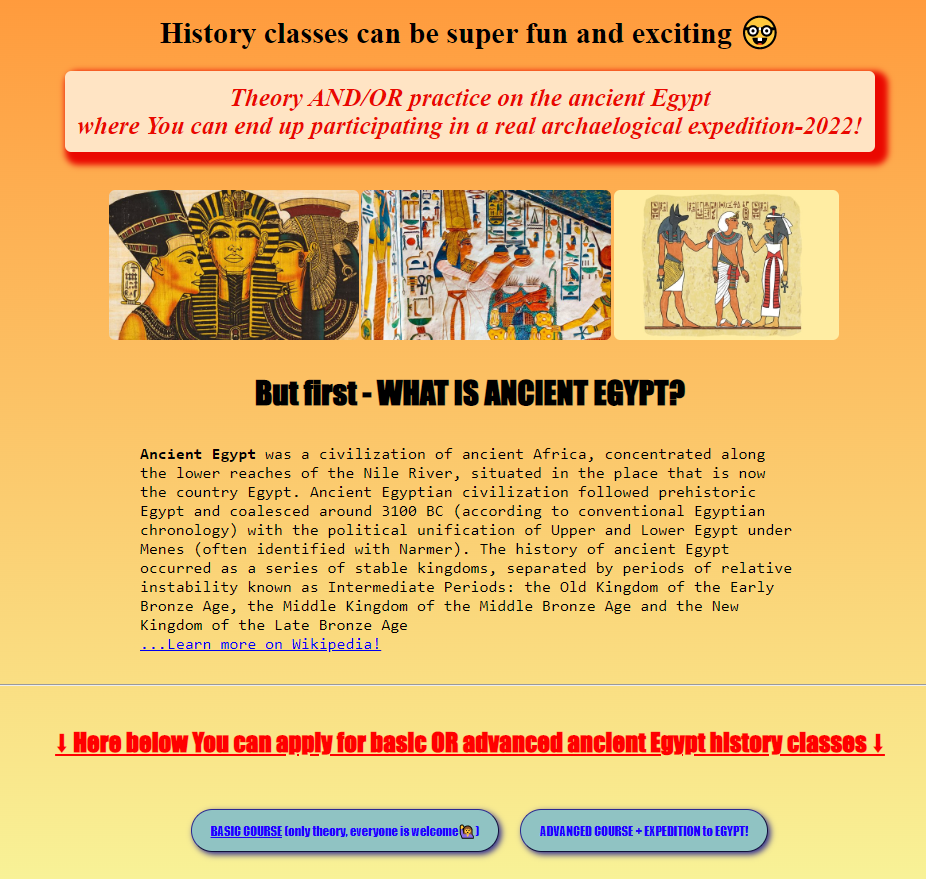 History classes can be super fun and exciting 🤓
Theory AND/OR practice on the ancient Egypt
where You can end up participating in a real archaelogical expedition-2022!
But first - WHAT IS ANCIENT EGYPT?
Ancient Egypt was a civilization of ancient Africa, concentrated along
the lower reaches of the Nile River, situated in the place that is now
the country Egypt. Ancient Egyptian civilization followed prehistoric
Egypt and coalesced around 3100 BC (according to conventional Egyptian
chronology) with the political unification of Upper and Lower Egypt under
Menes (often identified with Narmer). The history of ancient Egypt
occurred as a series of stable kingdoms, separated by periods of relative
instability known as Intermediate Periods: the Old Kingdom of the Early
Bronze Age, the Middle Kingdom of the Middle Bronze Age and the New
Kingdom of the Late Bronze Age
...Learn more on Wikipedia!
↓ Here below You can apply for basic OR advanced ancient Egypt history classes ↓
BASIC COURSE (only theory, everyone is welcome🙋)
ADVANCED COURSE + EXPEDITION to EGYPT!